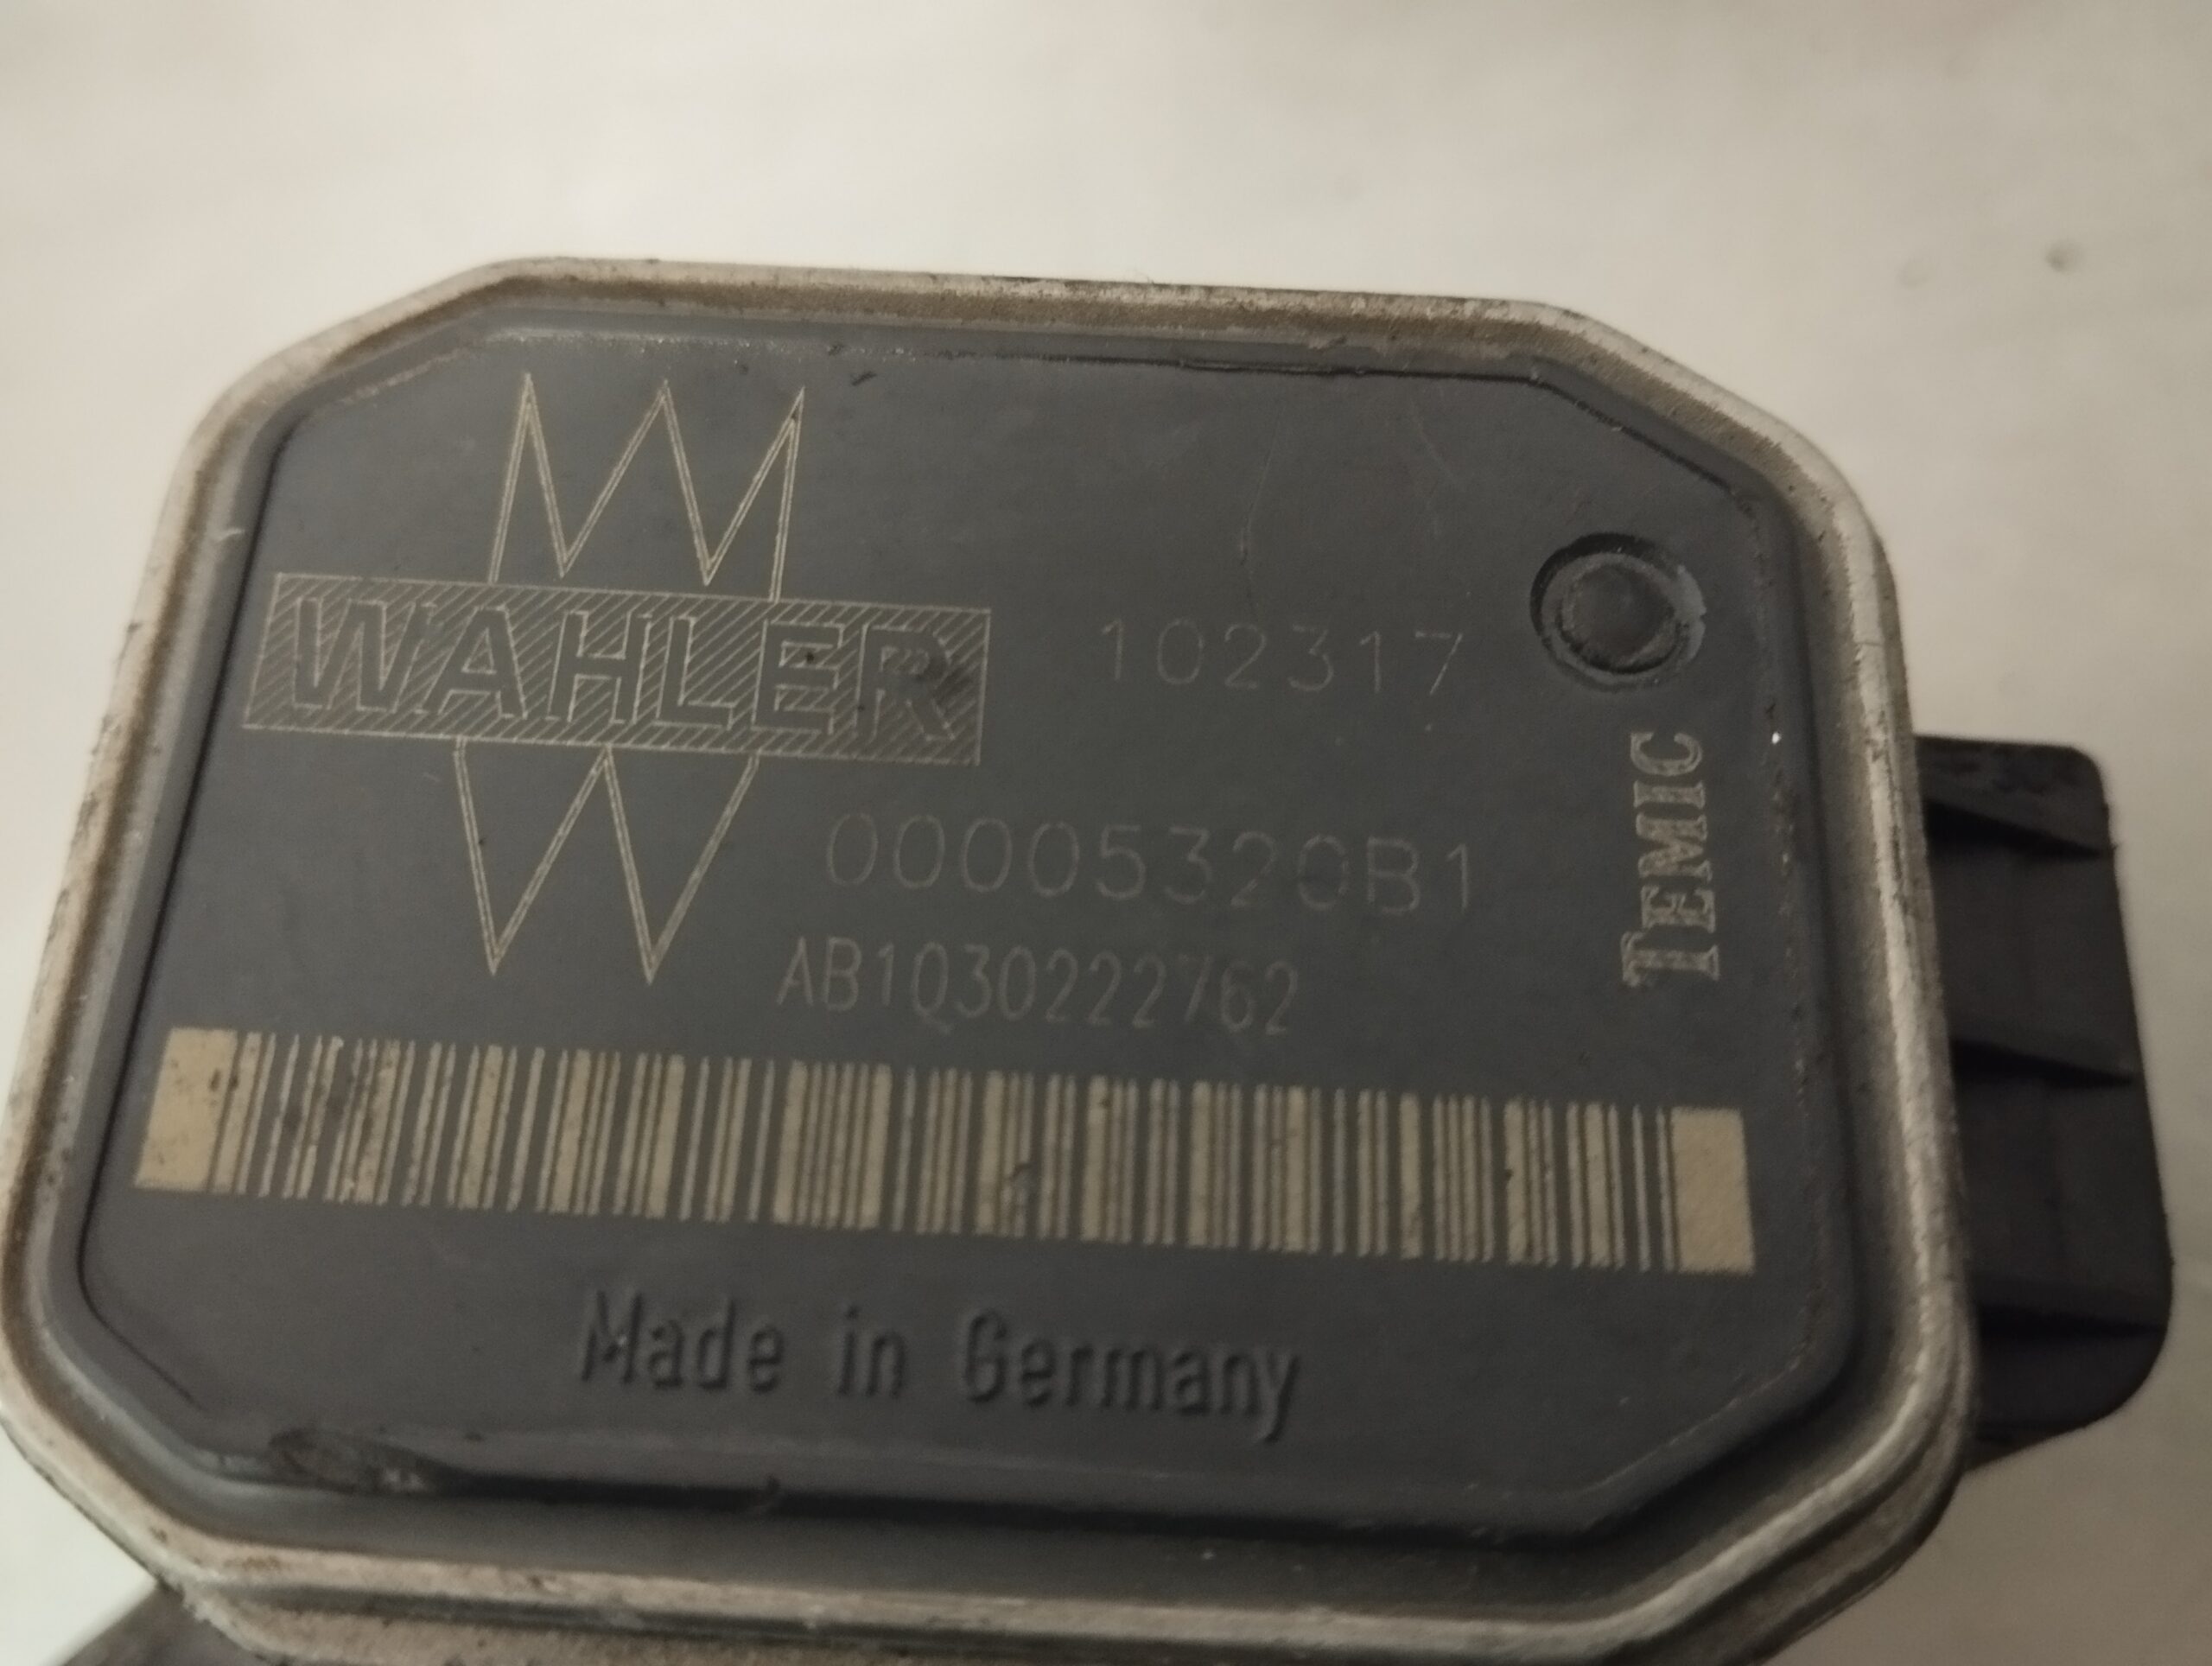 WAHLER
102317
00005320B1
AB1Q30222762
TEMIC
Made in Germany